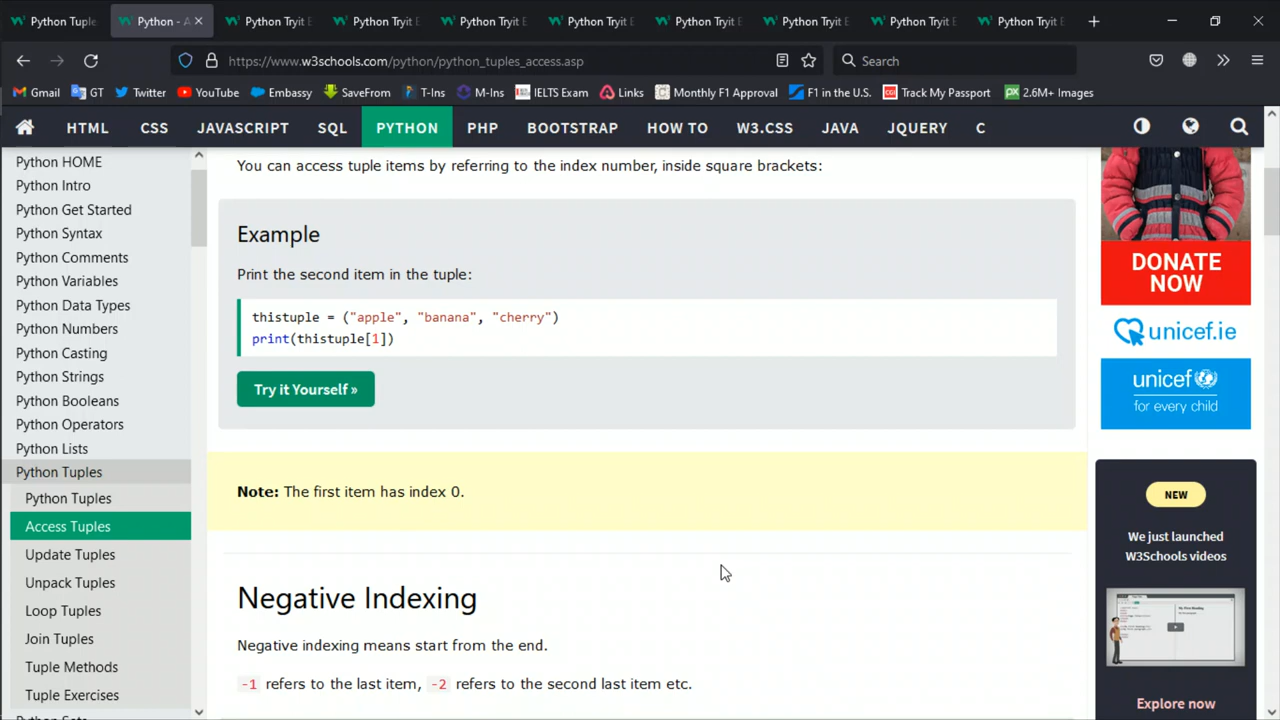 Python Tuples
Python - A
Python Tryit E
Python Tryit E
Python Tryit E
Python Tryit E
Python Tryit E
Python Tryit E
Python Tryit E
Python Tryit E
https://www.w3schools.com/python/python_tuples_access.asp
Search
Gmail
GT
Twitter
YouTube
Embassy
SaveFrom
T-Ins
M-Ins
IELTS Exam
Links
Monthly F1 Approval
F1 in the U.S.
CGI Track My Passport
px 2.6M+ Images
HTML
CSS
JAVASCRIPT
SQL
PYTHON
PHP
BOOTSTRAP
HOW TO
W3.CSS
JAVA
JQUERY
C
Python HOME
Python Intro
Python Get Started
Python Syntax
Python Comments
Python Variables
Python Data Types
Python Numbers
Python Casting
Python Strings
Python Booleans
Python Operators
Python Lists
Python Tuples
Python Tuples
Access Tuples
Update Tuples
Unpack Tuples
Loop Tuples
Join Tuples
Tuple Methods
Tuple Exercises
Python Sets
You can access tuple items by referring to the index number, inside square brackets:
Example
Print the second item in the tuple:
thistuple = ("apple", "banana", "cherry")
print(thistuple[1])
Try it Yourself »
Note: The first item has index 0.
Negative Indexing
Negative indexing means start from the end.
-1 refers to the last item, -2 refers to the second last item etc.
DONATE
NOW
unicef.ie
unicef
for every child
NEW
We just launched
W3Schools videos
Explore now